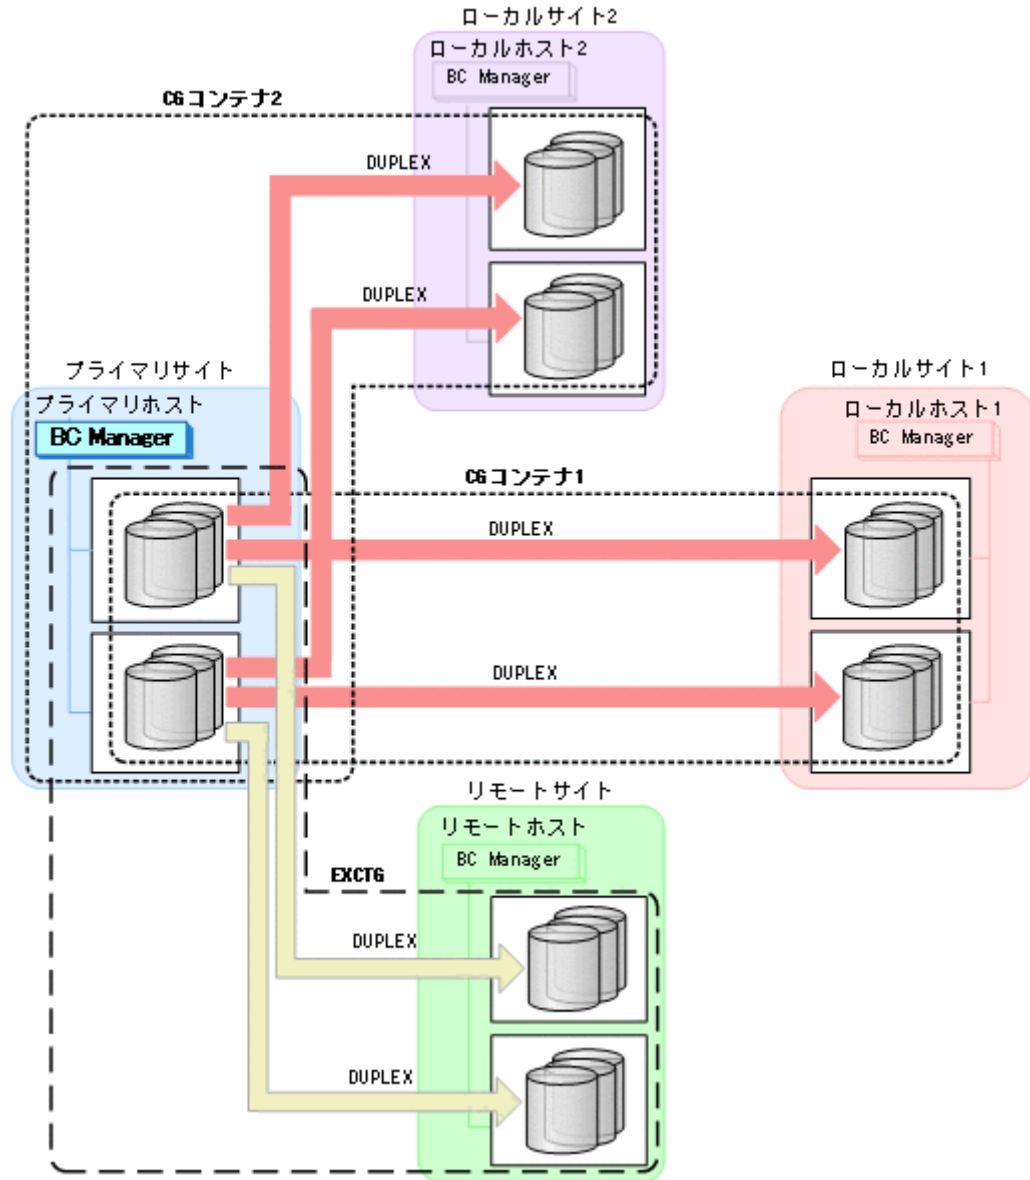 ローカルサイト2
ローカルホスト2
BC Manager
CGコンテナ2
DUPLEX
DUPLEX
プライマリサイト
プライマリホスト
BC Manager
ローカルサイト1
ローカルホスト1
BC Manager
CGコンテナ1
DUPLEX
DUPLEX
リモートサイト
リモートホスト
BC Manager
EXCTG
DUPLEX
DUPLEX